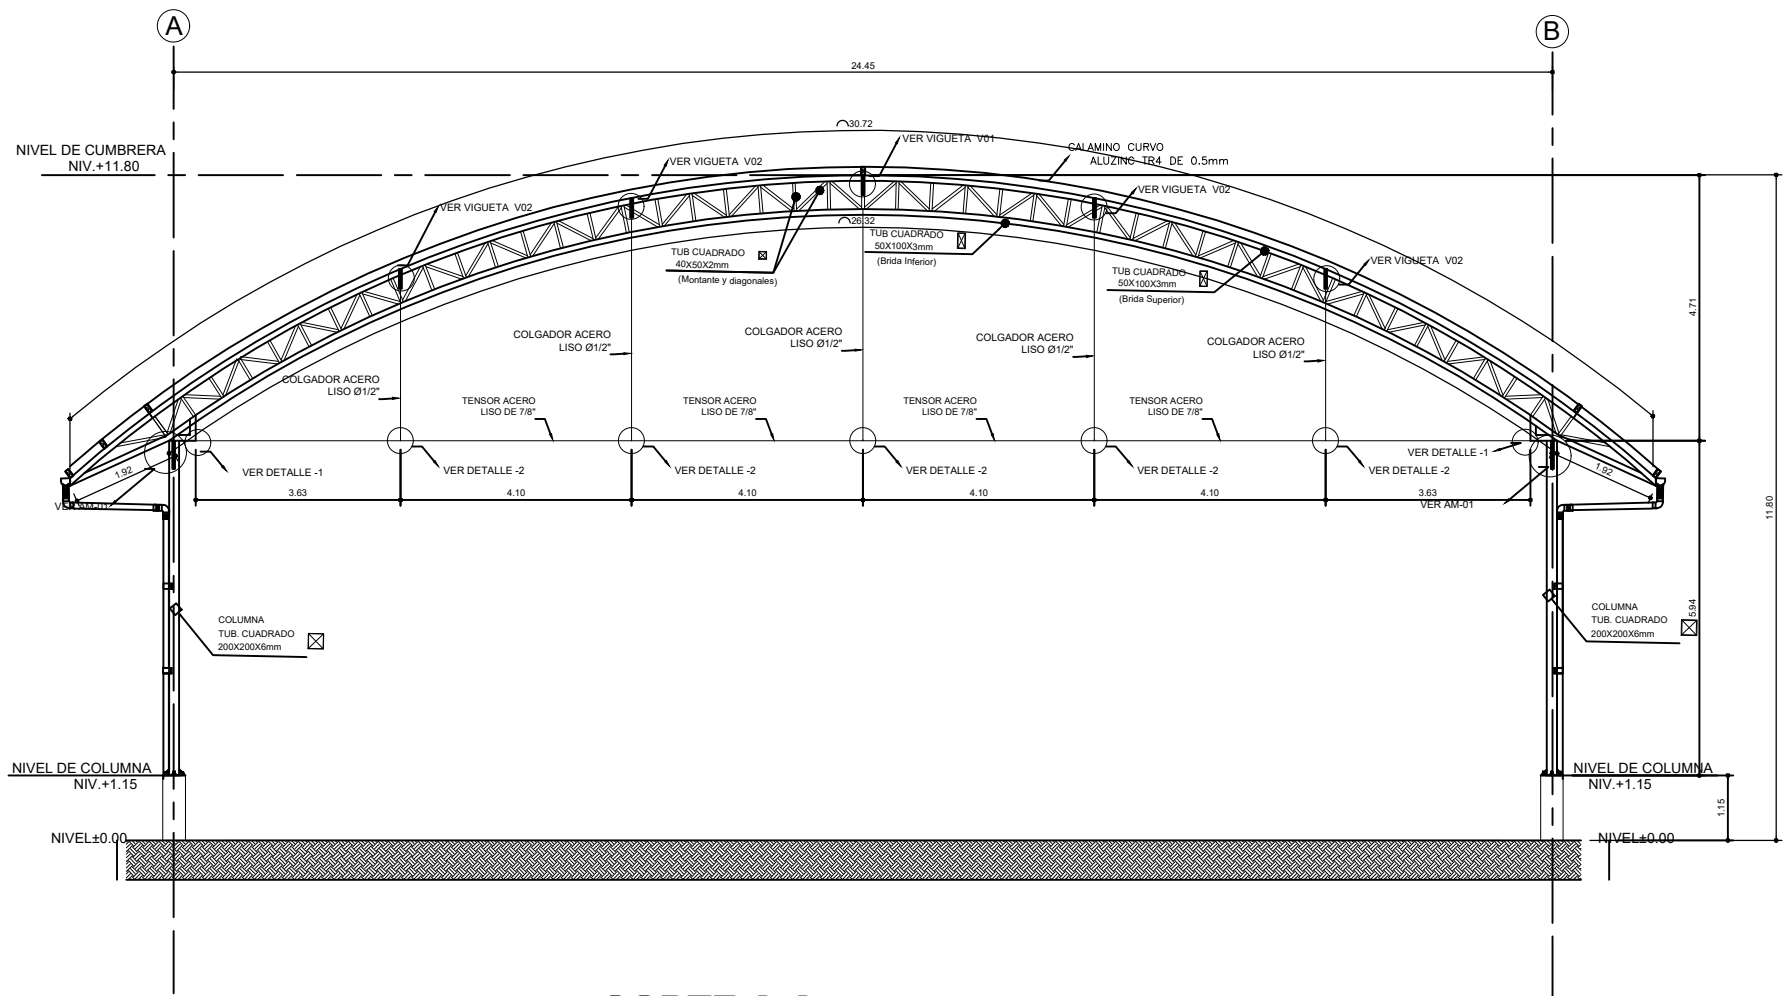 A
B
24.45
30.72
NIVEL DE CUMBRERA
NIV.+11.80
VER VIGUETA V01
CALAMINO CURVO
ALUZINC TR4 DE 0.5mm
VER VIGUETA V02
VER VIGUETA V02
VER VIGUETA V02
VER VIGUETA V02
26.32
TUB CUADRADO
40X50X2mm
(Montante y diagonales)
TUB CUADRADO
50X100X3mm
(Brida Inferior)
TUB CUADRADO
50X100X3mm
(Brida Superior)
4.71
COLGADOR ACERO
LISO Ø1/2"
COLGADOR ACERO
LISO Ø1/2"
COLGADOR ACERO
LISO Ø1/2"
COLGADOR ACERO
LISO Ø1/2"
COLGADOR ACERO
LISO Ø1/2"
TENSOR ACERO
LISO DE 7/8"
TENSOR ACERO
LISO DE 7/8"
TENSOR ACERO
LISO DE 7/8"
TENSOR ACERO
LISO DE 7/8"
VER DETALLE -1
VER DETALLE -2
VER DETALLE -2
VER DETALLE -2
VER DETALLE -2
VER DETALLE -2
VER DETALLE -1
1.92
1.92
3.63
4.10
4.10
4.10
4.10
3.63
VER AM-01
VER AM-01
11.80
COLUMNA
TUB. CUADRADO
200X200X6mm
COLUMNA
TUB. CUADRADO
200X200X6mm
5.94
NIVEL DE COLUMNA
NIV.+1.15
NIVEL DE COLUMNA
NIV.+1.15
1.15
NIVEL±0.00
NIVEL±0.00